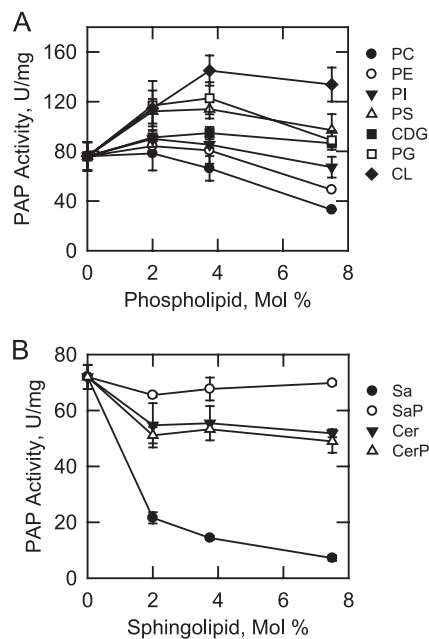 A
PAP Activity, U/mg
160
120
80
40
0
0 2 4 6 8
Phospholipid, Mol %
PC
PE
PI
PS
CDG
PG
CL
B
PAP Activity, U/mg
80
60
40
20
0
0 2 4 6 8
Sphingolipid, Mol %
Sa
SaP
Cer
CerP